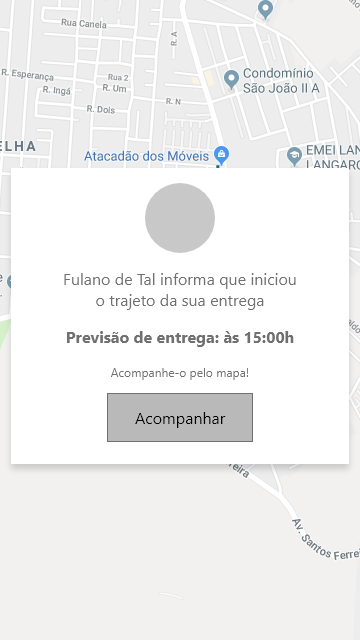 Rua Canela
R. A
R. Esperança
Rua 2
R. Ingá
R. Um
R. Dois
R. N
Condomínio
São João II A
ELHA
Atacadão dos Móveis
EMEI LAN
LANGARO
Fulano de Tal informa que iniciou
o trajeto da sua entrega
Previsão de entrega: às 15:00h
Acompanhe-o pelo mapa!
Acompanhar
reira
Av. Santos Ferre